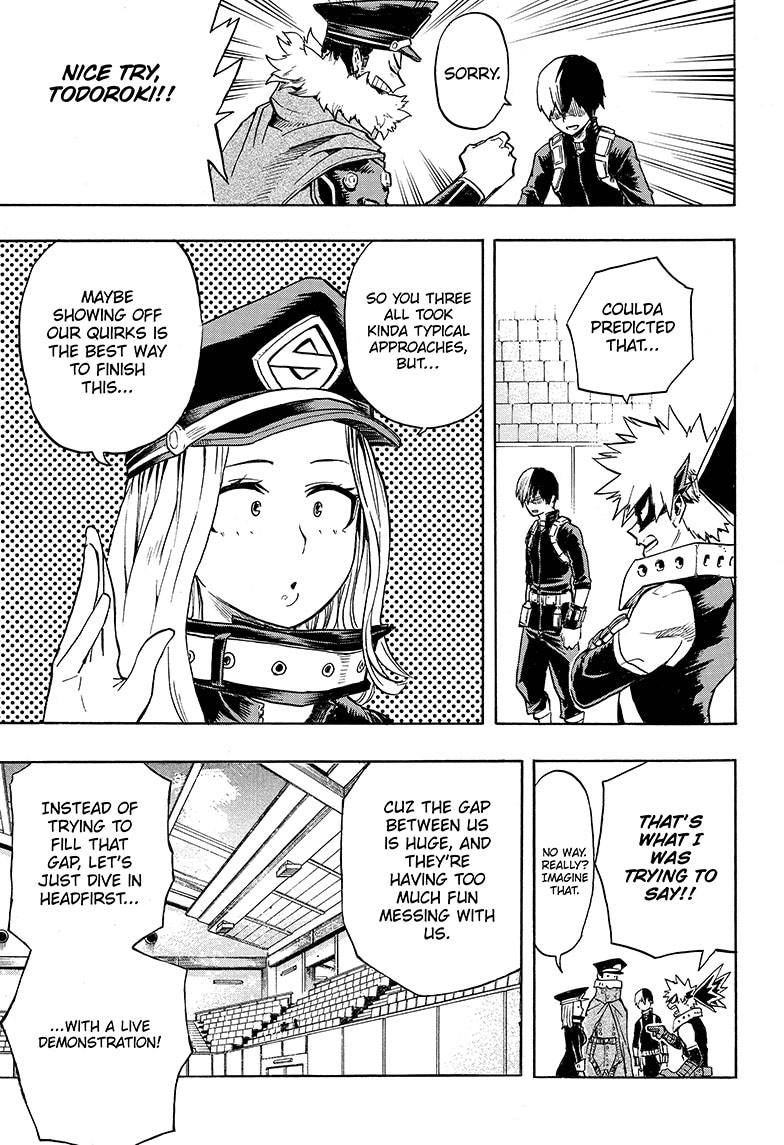 SORRY.
NICE TRY,
TODOROKI!!
COULDA
PREDICTED
THAT...
SO YOU THREE
ALL TOOK
KINDA TYPICAL
APPROACHES,
BUT...
MAYBE
SHOWING OFF
OUR QUIRKS IS
THE BEST WAY
TO FINISH
THIS...
THAT'S
WHAT I
WAS
TRYING TO
SAY!!
NO WAY.
REALLY?
IMAGINE
THAT.
CUZ THE GAP
BETWEEN US
IS HUGE, AND
THEY'RE
HAVING TOO
MUCH FUN
MESSING WITH
US.
INSTEAD OF
TRYING TO
FILL THAT
GAP, LET'S
JUST DIVE IN
HEADFIRST...
...WITH A LIVE
DEMONSTRATION!